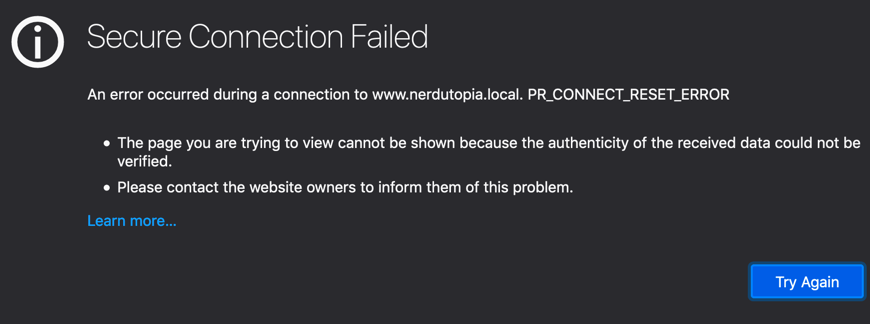 Secure Connection Failed
An error occurred during a connection to www.nerdutopia.local. PR_CONNECT_RESET_ERROR
• The page you are trying to view cannot be shown because the authenticity of the received data could not be
verified.
• Please contact the website owners to inform them of this problem.
Learn more...
Try Again